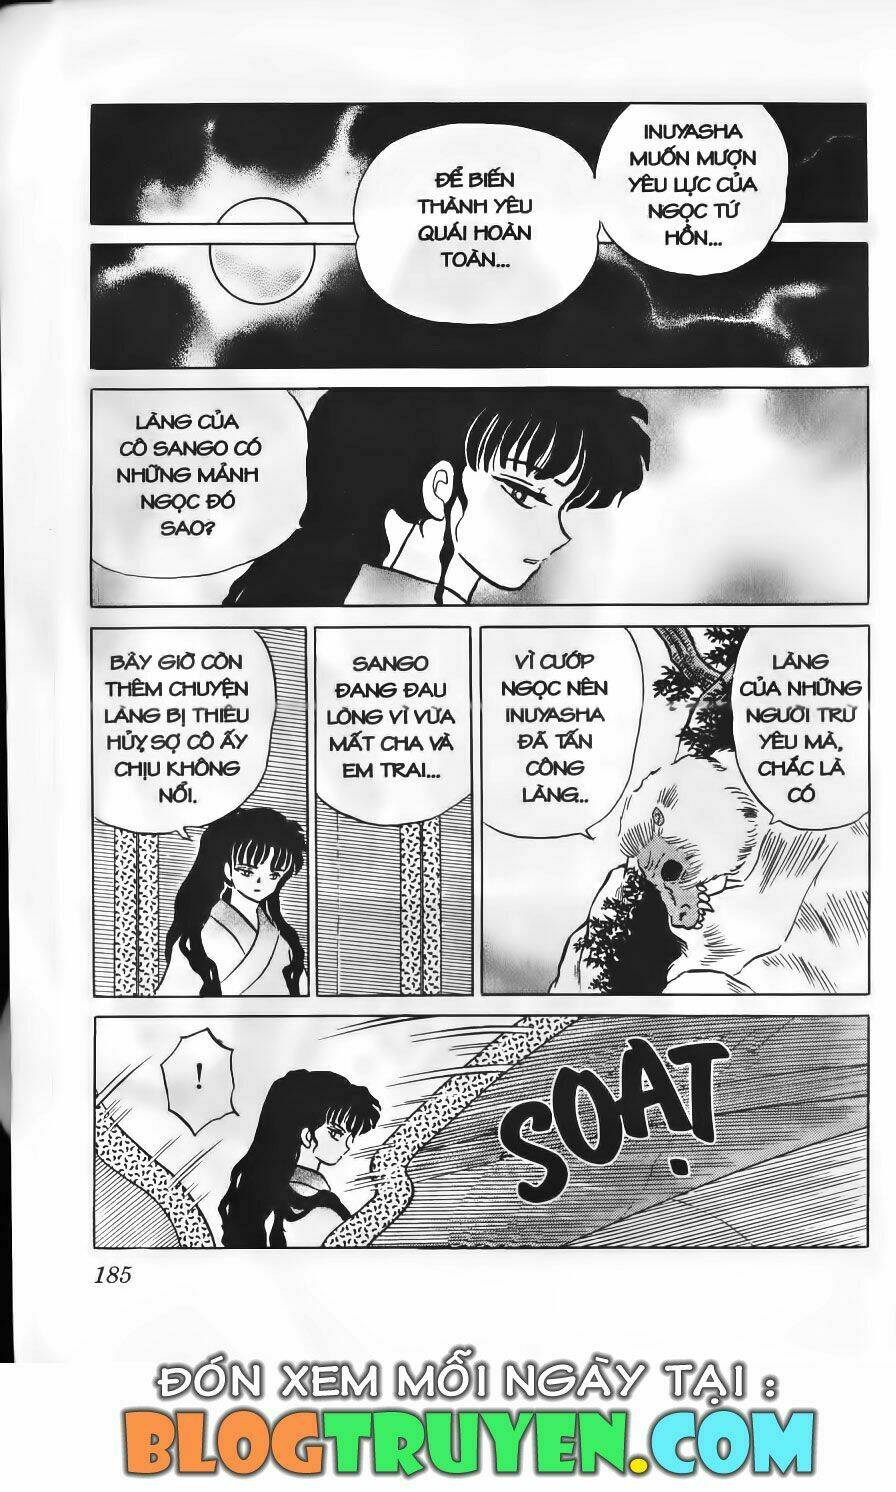 INUYASHA
MUỐN MƯỢN
YÊU LỰC CỦA
NGỌC TỨ
HỒN...
ĐỂ BIẾN
THÀNH YÊU
QUÁI HOÀN
TOÀN...
LÀNG CỦA
CÔ SANGO CÓ
NHỮNG MẢNH
NGỌC ĐÓ
SAO?
LÀNG
CỦA NHỮNG
NGƯỜI TRỪ
YÊU MÀ,
CHẮC LÀ
CÓ
VÌ CƯỚP
NGỌC NÊN
INUYASHA
ĐÃ TẤN
CÔNG
LÀNG...
SANGO
ĐANG ĐAU
LÒNG VÌ VỪA
MẤT CHA VÀ
EM TRAI...
BÂY GIỜ CÒN
THÊM CHUYỆN
LÀNG BỊ THIÊU
HỦY, SỢ CÔ ẤY
CHỊU KHÔNG
NỔI.
!
SOẠT
185
ĐÓN XEM MỖI NGÀY TẠI :
BLOGTRUYEN.COM